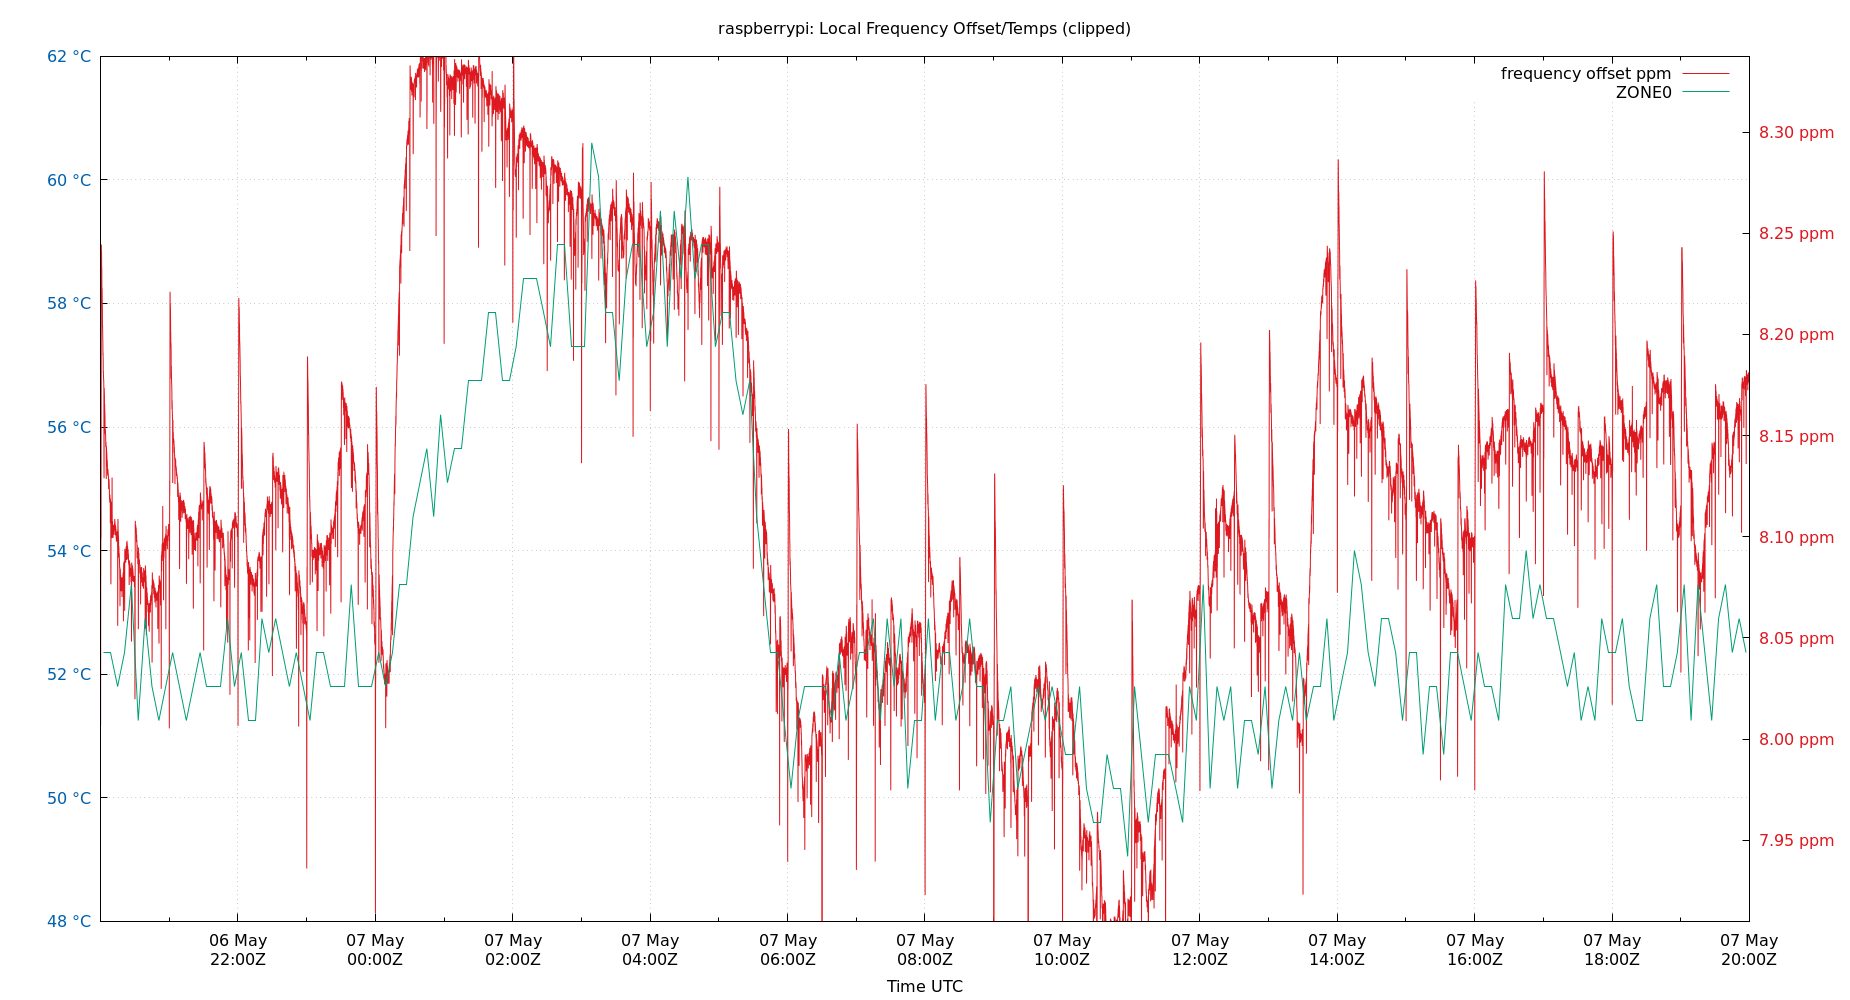 raspberrypi: Local Frequency Offset/Temps (clipped)
62 °C
60 °C
58 °C
56 °C
54 °C
52 °C
50 °C
48 °C
frequency offset ppm
ZONE0
8.30 ppm
8.25 ppm
8.20 ppm
8.15 ppm
8.10 ppm
8.05 ppm
8.00 ppm
7.95 ppm
06 May
22:00Z
07 May
00:00Z
07 May
02:00Z
07 May
04:00Z
07 May
06:00Z
07 May
08:00Z
07 May
10:00Z
07 May
12:00Z
07 May
14:00Z
07 May
16:00Z
07 May
18:00Z
07 May
20:00Z
Time UTC